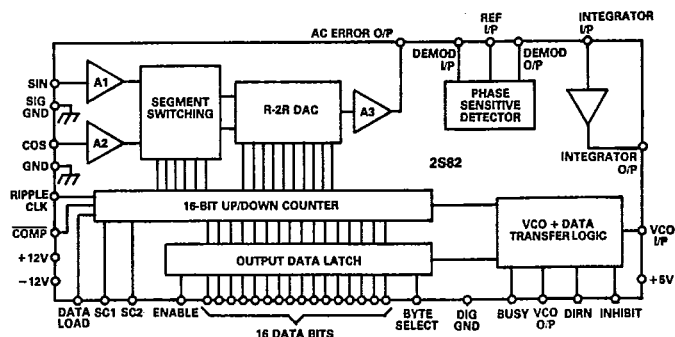 AC ERROR O/P
REF
I/P
INTEGRATOR
I/P
DEMOD
I/P
DEMOD
O/P
SIN
A1
SIG
GND
SEGMENT
SWITCHING
R-2R DAC
A3
PHASE
SENSITIVE
DETECTOR
COS
A2
GND
2S82
INTEGRATOR
O/P
RIPPLE
CLK
16-BIT UP/DOWN COUNTER
COMP
VCO + DATA
TRANSFER LOGIC
VCO
I/P
+12V
OUTPUT DATA LATCH
−12V
+5V
DATA
LOAD
SC1
SC2
ENABLE
16 DATA BITS
BYTE
SELECT
DIG
GND
BUSY
VCO
O/P
DIRN
INHIBIT